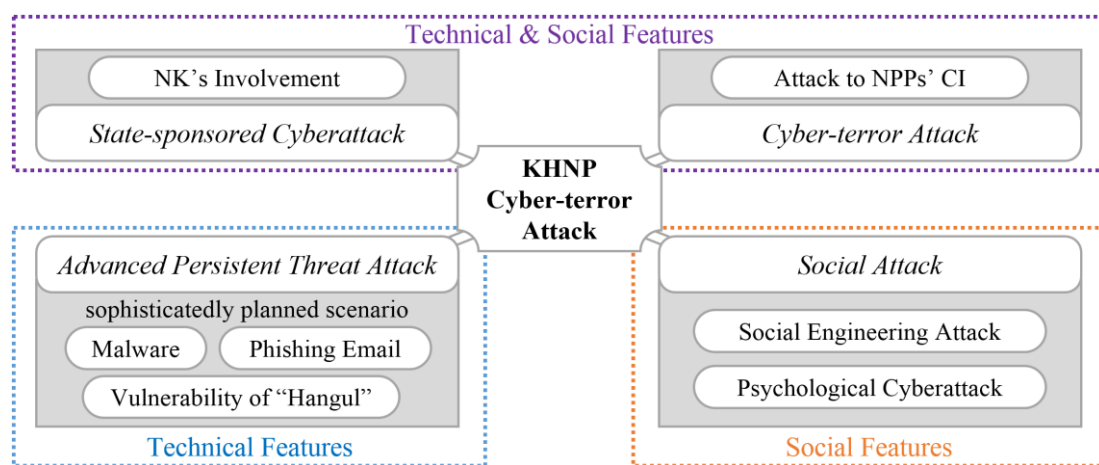 Technical & Social Features
NK's Involvement
State-sponsored Cyberattack
Attack to NPPs' CI
Cyber-terror Attack
KHNP
Cyber-terror
Attack
Advanced Persistent Threat Attack
sophisticatedly planned scenario
Malware
Phishing Email
Vulnerability of “Hangul”
Technical Features
Social Attack
Social Engineering Attack
Psychological Cyberattack
Social Features